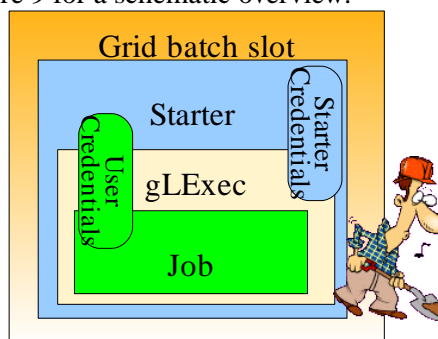 re 9 for a schematic overview.
Grid batch slot
Starter
Starter
Credentials
User
Credentials
gLExec
Job